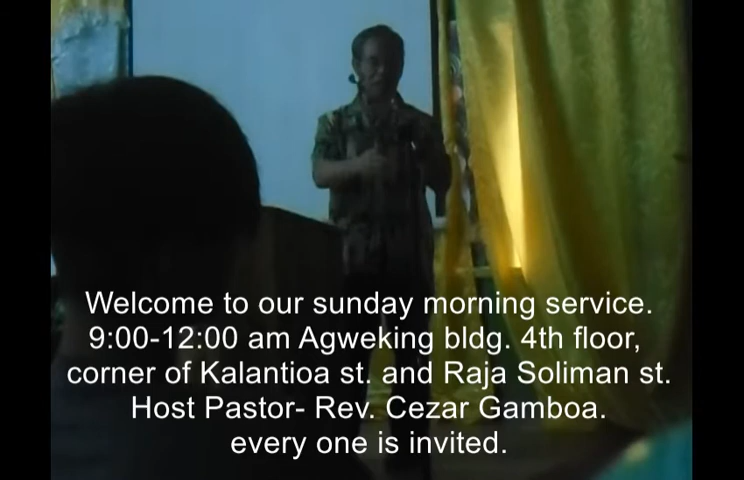 Welcome to our sunday morning service.
9:00-12:00 am Agweking bldg. 4th floor,
corner of Kalantioa st. and Raja Soliman st.
Host Pastor- Rev. Cezar Gamboa.
every one is invited.